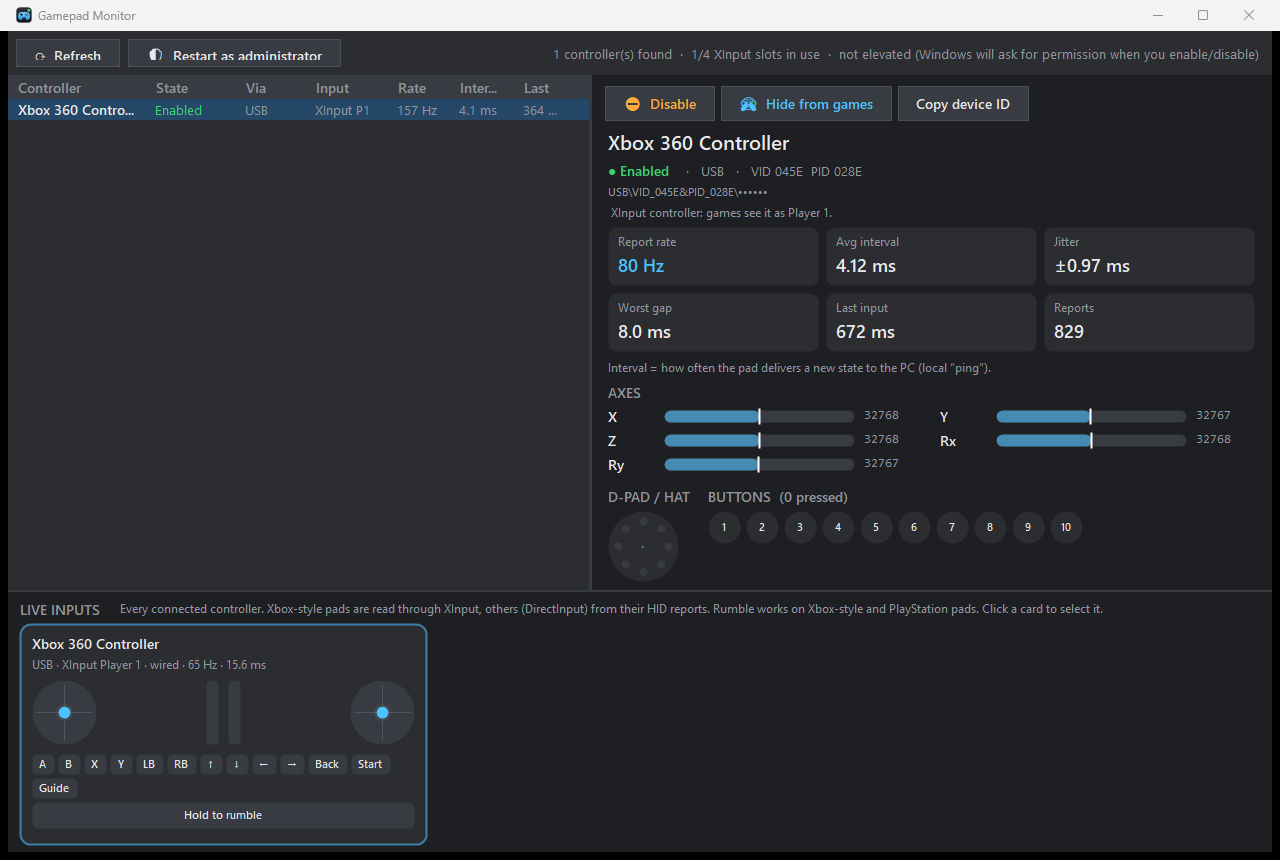 Gamepad Monitor
Refresh
Restart as administrator
1 controller(s) found · 1/4 XInput slots in use · not elevated (Windows will ask for permission when you enable/disable)
Controller State Via Input Rate Inter... Last
Xbox 360 Contro... Enabled USB XInput P1 157 Hz 4.1 ms 364 ...
Disable
Hide from games
Copy device ID
Xbox 360 Controller
● Enabled · USB · VID 045E PID 028E
USB\VID_045E&PID_028E\••••••
XInput controller: games see it as Player 1.
Report rate Avg interval Jitter
80 Hz 4.12 ms ±0.97 ms
Worst gap Last input Reports
8.0 ms 672 ms 829
Interval = how often the pad delivers a new state to the PC (local “ping”).
AXES
X 32768 Y 32767
Z 32768 Rx 32768
Ry 32767
D-PAD / HAT BUTTONS (0 pressed)
1 2 3 4 5 6 7 8 9 10
LIVE INPUTS Every connected controller. Xbox-style pads are read through XInput, others (DirectInput) from their HID reports. Rumble works on Xbox-style and PlayStation pads. Click a card to select it.
Xbox 360 Controller
USB · XInput Player 1 · wired · 65 Hz · 15.6 ms
A B X Y LB RB ↑ ↓ ← → Back Start
Guide
Hold to rumble